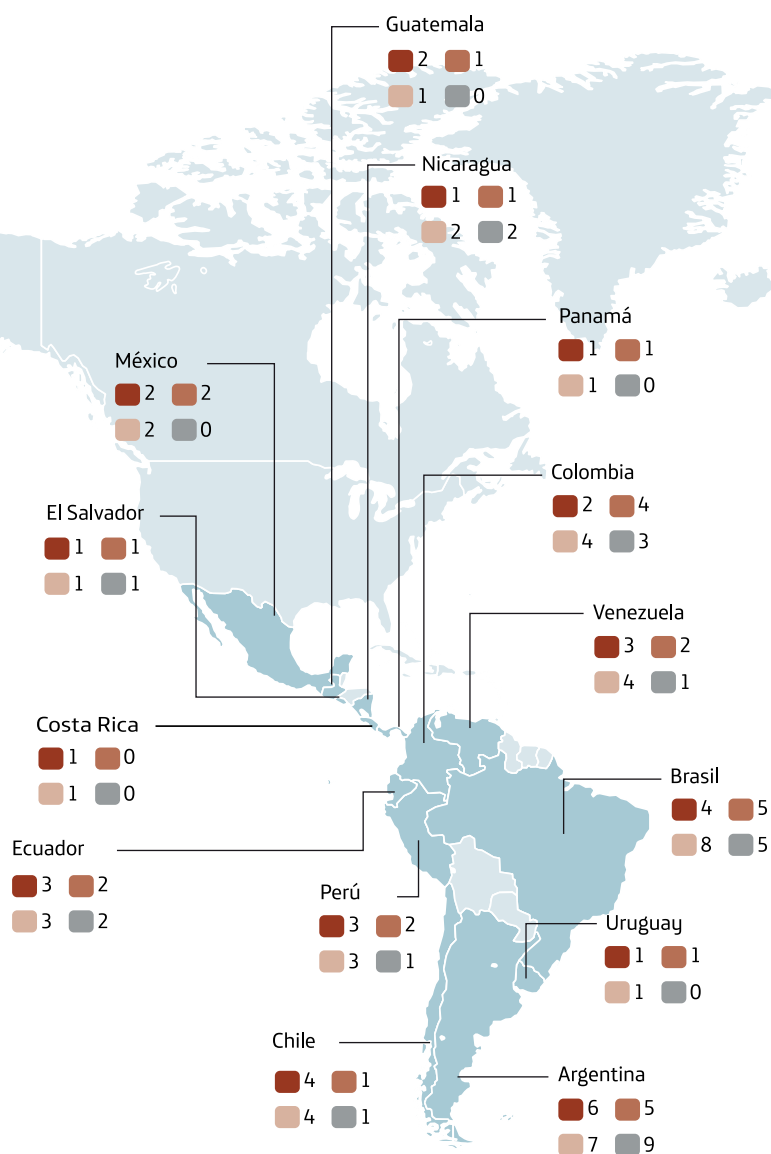 Guatemala
2 1
1 0
Nicaragua
1 1
2 2
Panamá
1 1
1 0
México
2 2
2 0
Colombia
2 4
4 3
El Salvador
1 1
1 1
Venezuela
3 2
4 1
Costa Rica
1 0
1 0
Brasil
4 5
8 5
Ecuador
3 2
3 2
Perú
3 2
3 1
Uruguay
1 1
1 0
Chile
4 1
4 1
Argentina
6 5
7 9